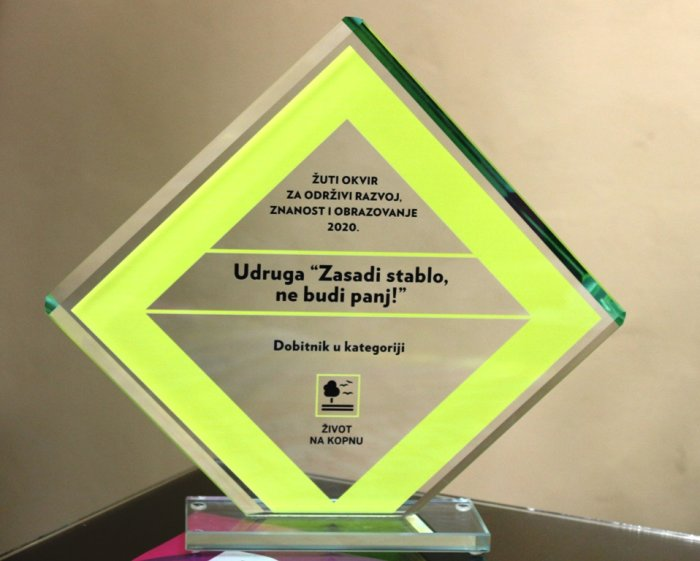 ŽUTI OKVIR
ZA ODRŽIVI RAZVOJ,
ZNANOST I OBRAZOVANJE
2020.
Udruga “Zasadi stablo,
ne budi panj!”
Dobitnik u kategoriji
ŽIVOT
NA KOPNU